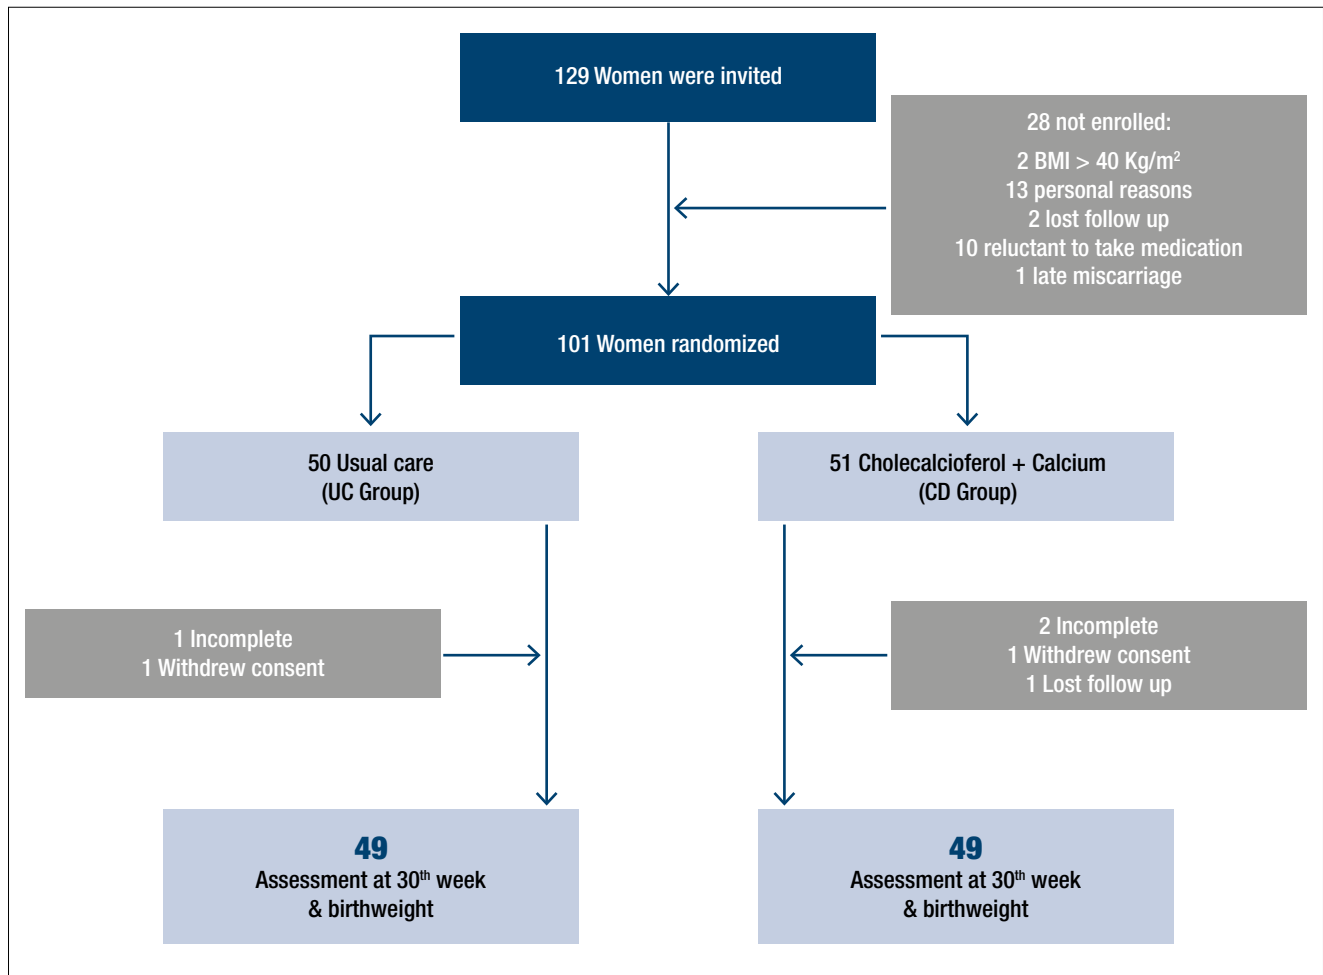 129 Women were invited
28 not enrolled:
2 BMI > 40 Kg/m²
13 personal reasons
2 lost follow up
10 reluctant to take medication
1 late miscarriage
101 Women randomized
50 Usual care
(UC Group)
51 Cholecalcioferol + Calcium
(CD Group)
1 Incomplete
1 Withdrew consent
2 Incomplete
1 Withdrew consent
1 Lost follow up
49
Assessment at 30th week
& birthweight
49
Assessment at 30th week
& birthweight